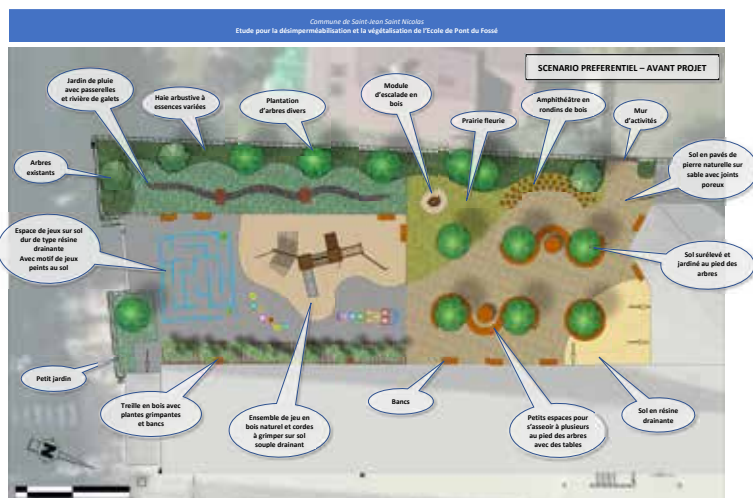 Commune de Saint-Jean Saint Nicolas
Etude pour la désimperméabilisation et la végétalisation de l'Ecole de Pont du Fossé
SCENARIO PREFERENTIEL – AVANT PROJET
Jardin de pluie
avec passerelles
et rivière de galets
Haie arbustive à
essences variées
Plantation
d'arbres divers
Module
d'escalade en
bois
Prairie fleurie
Amphithéâtre en
rondins de bois
Mur
d'activités
Arbres
existants
Sol en pavés de
pierre naturelle sur
sable avec joints
poreux
Espace de jeux sur sol
dur de type résine
drainante
Avec motif de jeux
peints au sol
Sol surélevé et
jardiné au pied des
arbres
Petit jardin
Treille en bois avec
plantes grimpantes
et bancs
Ensemble de jeu en
bois naturel et cordes
à grimper sur sol
souple drainant
Bancs
Petits espaces pour
s'asseoir à plusieurs
au pied des arbres
avec des tables
Sol en résine
drainante
N